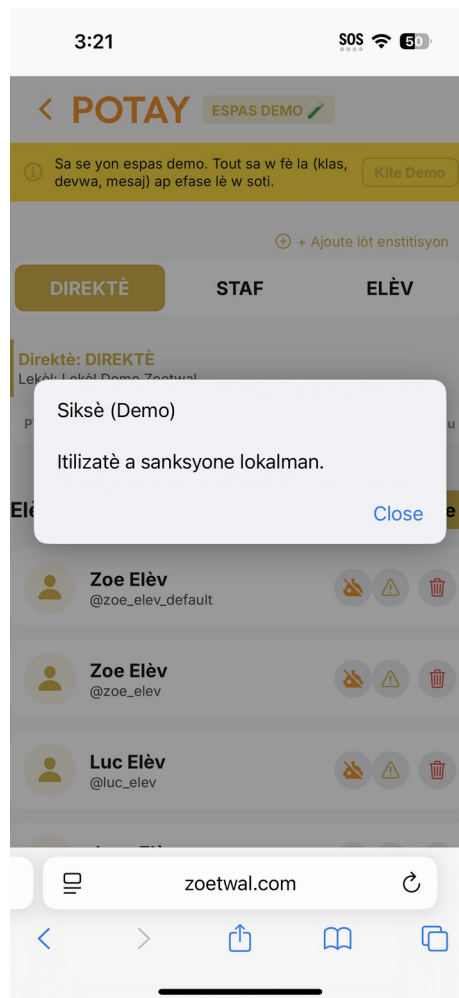 3:21
SOS
50
POTAY
ESPAS DEMO
Sa se yon espas demo. Tout sa w fè la (klas,
devwa, mesaj) ap efase lè w soti.
Kite Demo
+ Ajoute lòt enstitisyon
DIREKTÈ
STAF
ELÈV
Direktè: DIREKTÈ
Lekòl: Lekòl Demo Zoetwal
Siksè (Demo)
Itilizatè a sanksyone lokalman.
Close
Zoe Elèv
@zoe_elev_default
Zoe Elèv
@zoe_elev
Luc Elèv
@luc_elev
zoetwal.com